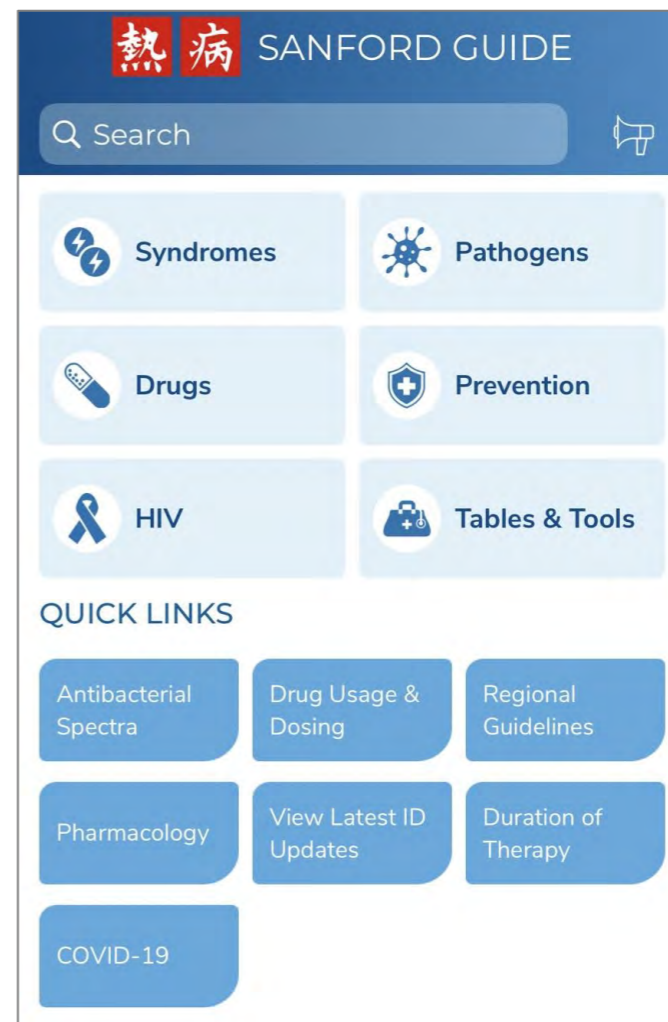 熱病 SANFORD GUIDE
Search
Syndromes
Pathogens
Drugs
Prevention
HIV
Tables & Tools
QUICK LINKS
Antibacterial
Spectra
Drug Usage &
Dosing
Regional
Guidelines
Pharmacology
View Latest ID
Updates
Duration of
Therapy
COVID-19